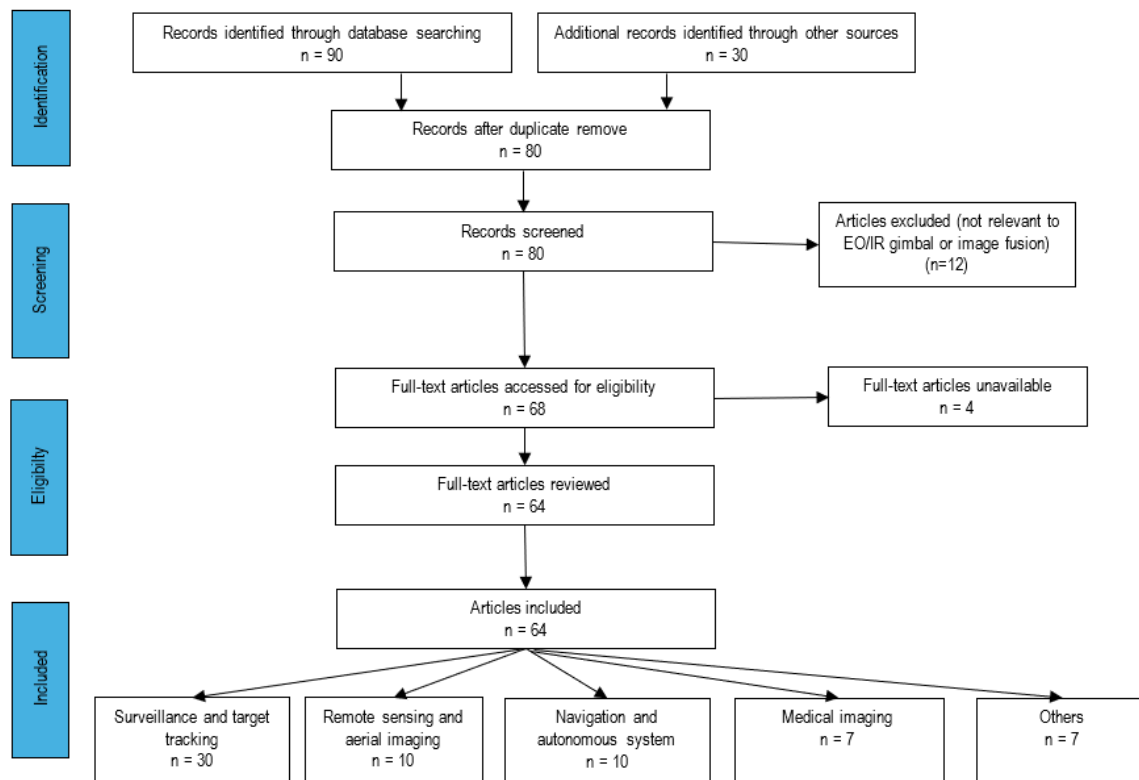 Identification
Records identified through database searching
n = 90
Additional records identified through other sources
n = 30
Records after duplicate remove
n = 80
Screening
Records screened
n = 80
Articles excluded (not relevant to
EO/IR gimbal or image fusion)
(n=12)
Eligibilty
Full-text articles accessed for eligibility
n = 68
Full-text articles unavailable
n = 4
Full-text articles reviewed
n = 64
Included
Articles included
n = 64
Surveillance and target
tracking
n = 30
Remote sensing and
aerial imaging
n = 10
Navigation and
autonomous system
n = 10
Medical imaging
n = 7
Others
n = 7